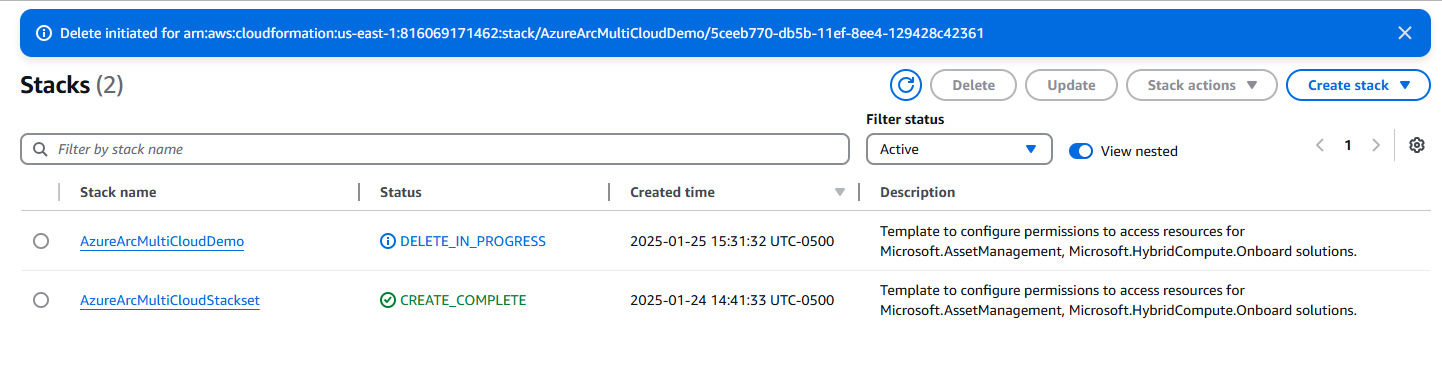 Delete initiated for arn:aws:cloudformation:us-east-1:816069171462:stack/AzureArcMultiCloudDemo/5ceeb770-db5b-11ef-8ee4-129428c42361
Stacks (2)
Delete
Update
Stack actions
Create stack
Filter status
Filter by stack name
Active
View nested
1
Stack name
Status
Created time
Description
AzureArcMultiCloudDemo
DELETE_IN_PROGRESS
2025-01-25 15:31:32 UTC-0500
Template to configure permissions to access resources for
Microsoft.AssetManagement, Microsoft.HybridCompute.Onboard solutions.
AzureArcMultiCloudStackset
CREATE_COMPLETE
2025-01-24 14:41:33 UTC-0500
Template to configure permissions to access resources for
Microsoft.AssetManagement, Microsoft.HybridCompute.Onboard solutions.